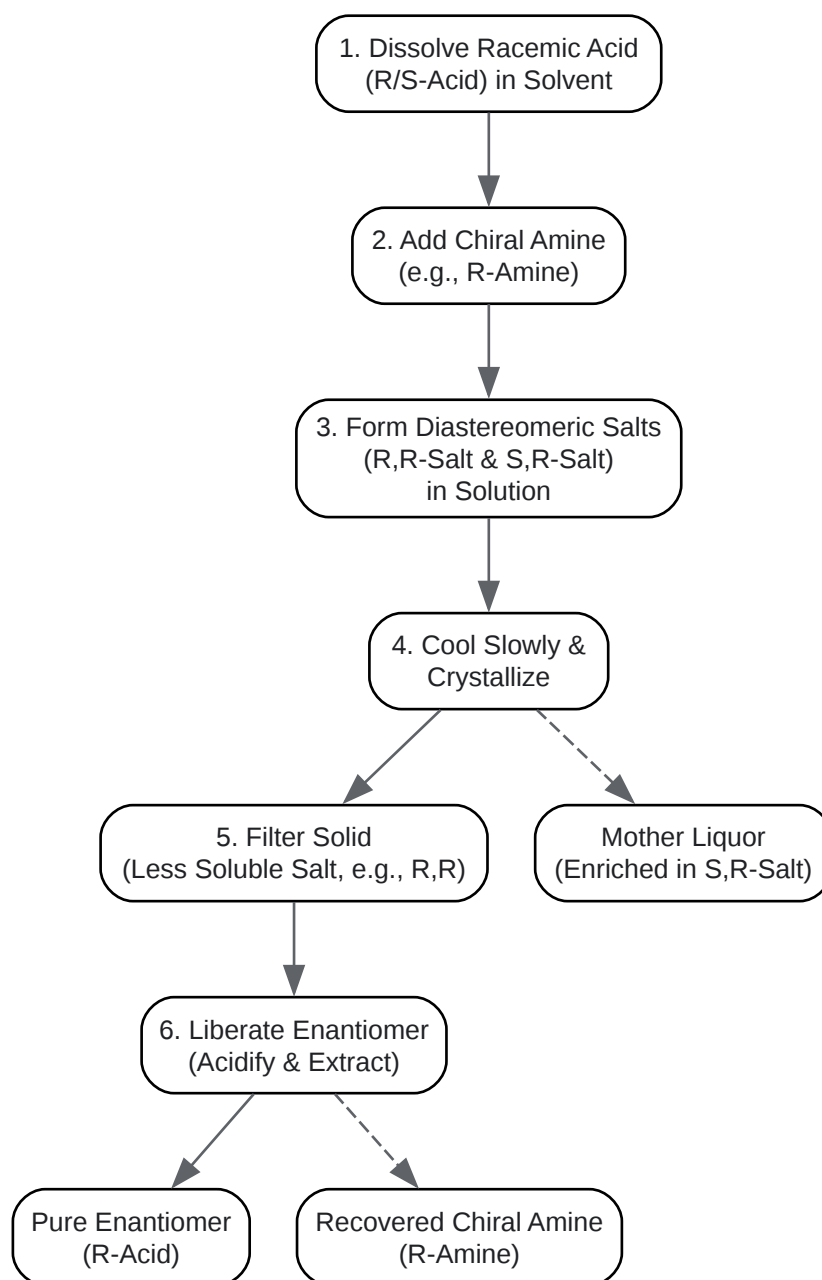 1. Dissolve Racemic Acid
(R/S-Acid) in Solvent
2. Add Chiral Amine
(e.g., R-Amine)
3. Form Diastereomeric Salts
(R,R-Salt & S,R-Salt)
in Solution
4. Cool Slowly &
Crystallize
5. Filter Solid
(Less Soluble Salt, e.g., R,R)
Mother Liquor
(Enriched in S,R-Salt)
6. Liberate Enantiomer
(Acidify & Extract)
Pure Enantiomer
(R-Acid)
Recovered Chiral Amine
(R-Amine)